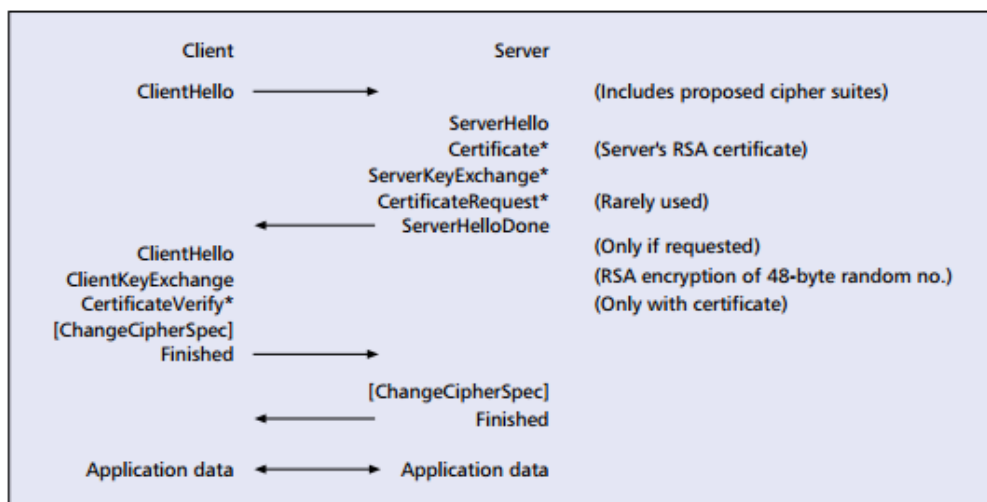 Client Server
ClientHello (Includes proposed cipher suites)
ServerHello
Certificate* (Server's RSA certificate)
ServerKeyExchange*
CertificateRequest* (Rarely used)
ServerHelloDone
(Only if requested)
ClientHello
ClientKeyExchange (RSA encryption of 48-byte random no.)
CertificateVerify* (Only with certificate)
[ChangeCipherSpec]
Finished
[ChangeCipherSpec]
Finished
Application data Application data